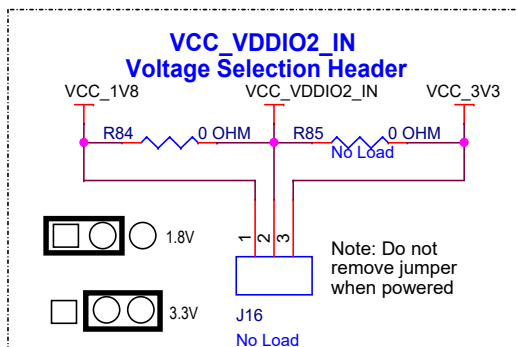 VCC_VDDIO2_IN
Voltage Selection Header
VCC_1V8 VCC_VDDIO2_IN VCC_3V3
R84 0 OHM R85 0 OHM
No Load
1 2 3
1.8V
Note: Do not
remove jumper
when powered
3.3V
J16
No Load